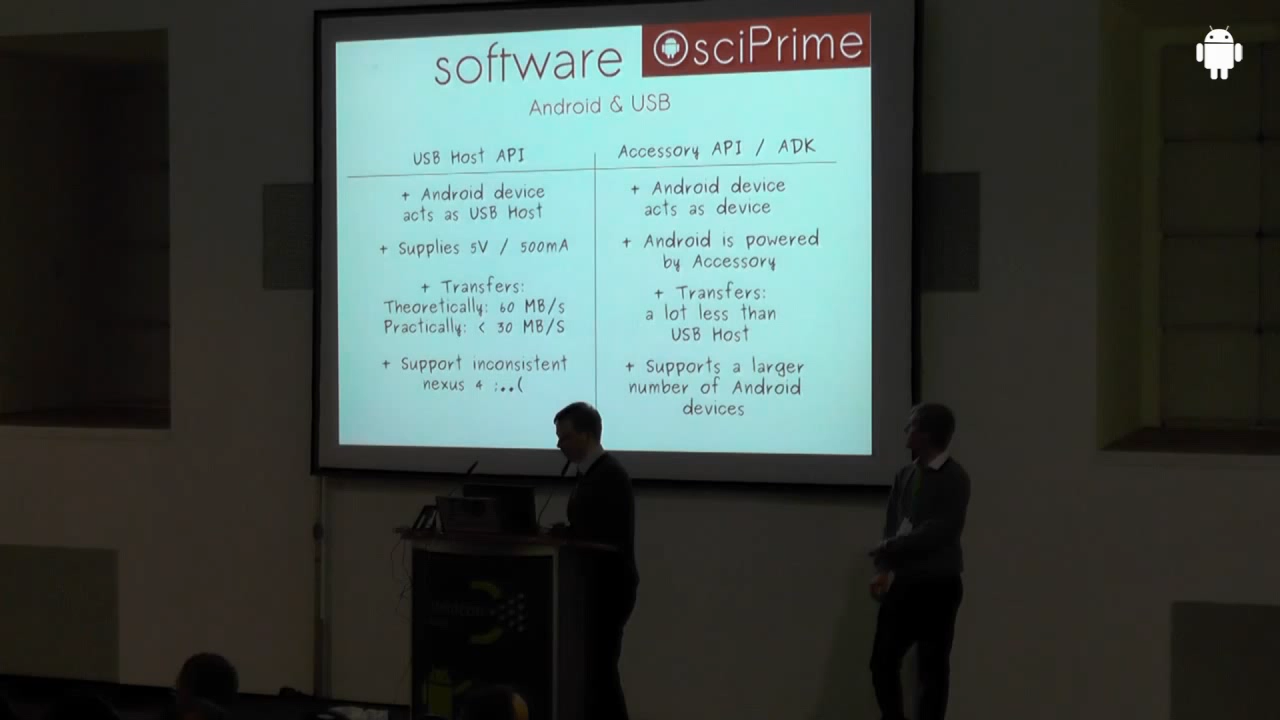 software
OsciPrime
Android & USB
USB Host API
+ Android device
acts as USB Host
+ Supplies 5V / 500mA
+ Transfers:
Theoretically: 60 MB/s
Practically: < 30 MB/S
+ Support inconsistent
nexus 4 :..(
Accessory API / ADK
+ Android device
acts as device
+ Android is powered
by Accessory
+ Transfers:
a lot less than
USB Host
+ Supports a larger
number of Android
devices